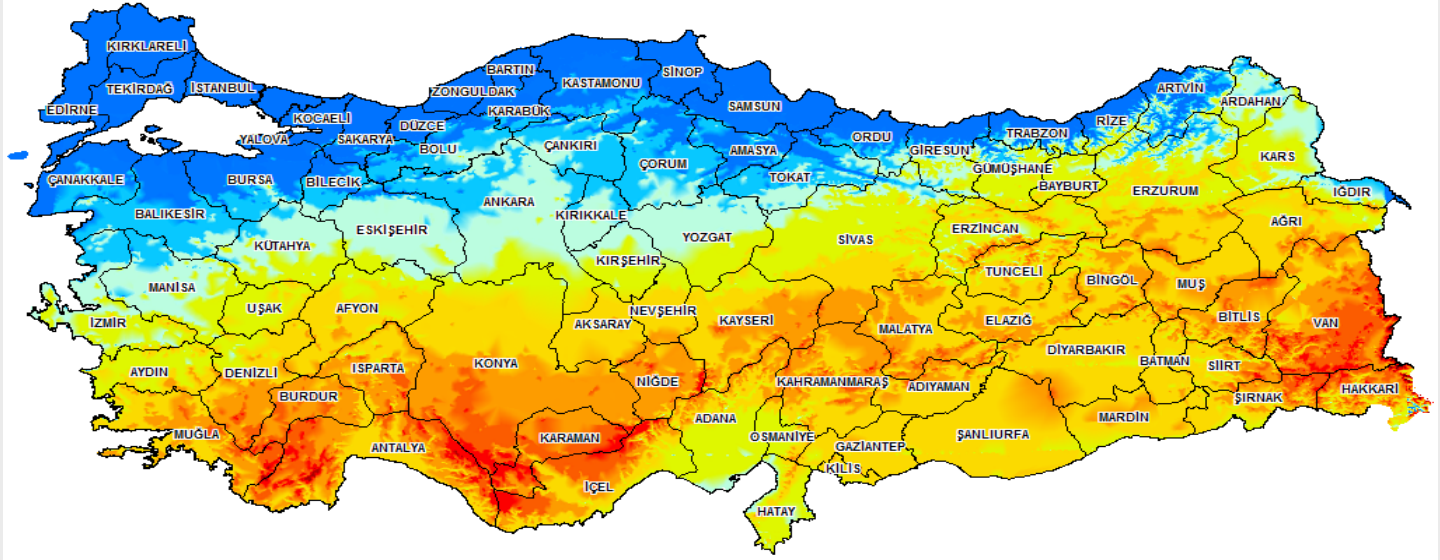 KIRKLARELİ
TEKİRDAĞ
İSTANBUL
EDİRNE
KOCAELİ
YALOVA
SAKARYA
DÜZCE
ZONGULDAK
BARTIN
KARABÜK
KASTAMONU
SİNOP
SAMSUN
BOLU
ÇANKIRI
ÇORUM
AMASYA
TOKAT
ORDU
GİRESUN
TRABZON
RİZE
ARTVİN
ARDAHAN
KARS
GÜMÜŞHANE
BAYBURT
ERZURUM
IĞDIR
AĞRI
ÇANAKKALE
BALIKESİR
BURSA
BİLECİK
KÜTAHYA
ESKİŞEHİR
ANKARA
KIRIKKALE
KIRŞEHİR
YOZGAT
SİVAS
ERZİNCAN
TUNCELİ
BİNGÖL
MUŞ
BİTLİS
VAN
MANİSA
İZMİR
UŞAK
AFYON
AKSARAY
NEVŞEHİR
KAYSERİ
MALATYA
ELAZIĞ
DİYARBAKIR
BATMAN
SİİRT
ŞIRNAK
HAKKARİ
AYDIN
DENİZLİ
BURDUR
ISPARTA
KONYA
NİĞDE
KAHRAMANMARAŞ
ADIYAMAN
MARDİN
ŞANLIURFA
MUĞLA
ANTALYA
KARAMAN
İÇEL
ADANA
OSMANİYE
GAZİANTEP
KİLİS
HATAY